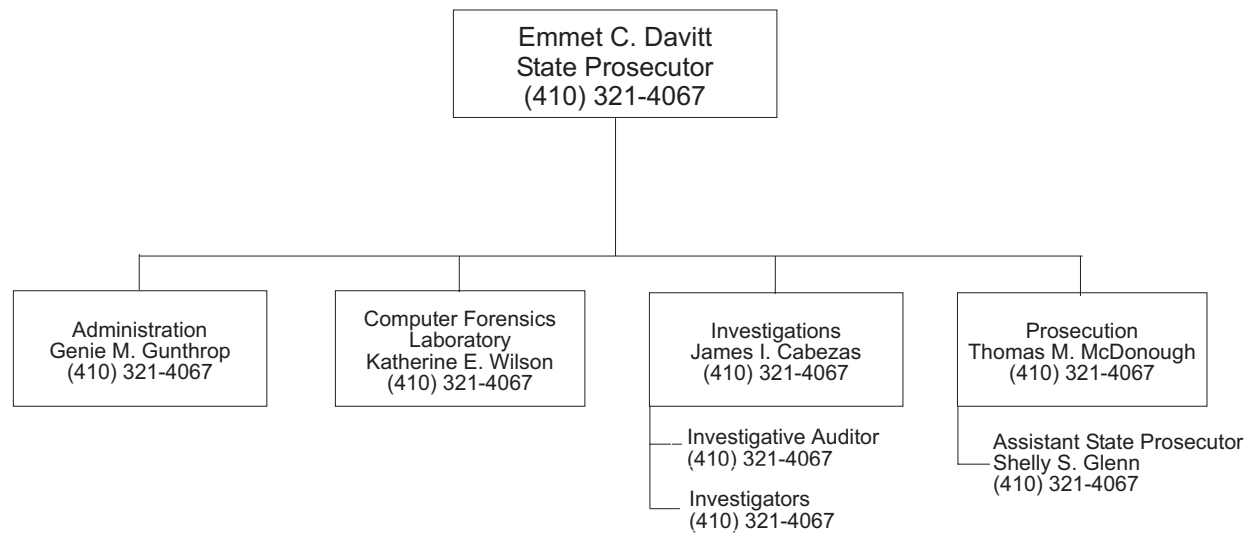 Emmet C. Davitt
State Prosecutor
(410) 321-4067
Administration
Genie M. Gunthrop
(410) 321-4067
Computer Forensics
Laboratory
Katherine E. Wilson
(410) 321-4067
Investigations
James I. Cabezas
(410) 321-4067
Investigative Auditor
(410) 321-4067
Investigators
(410) 321-4067
Prosecution
Thomas M. McDonough
(410) 321-4067
Assistant State Prosecutor
Shelly S. Glenn
(410) 321-4067